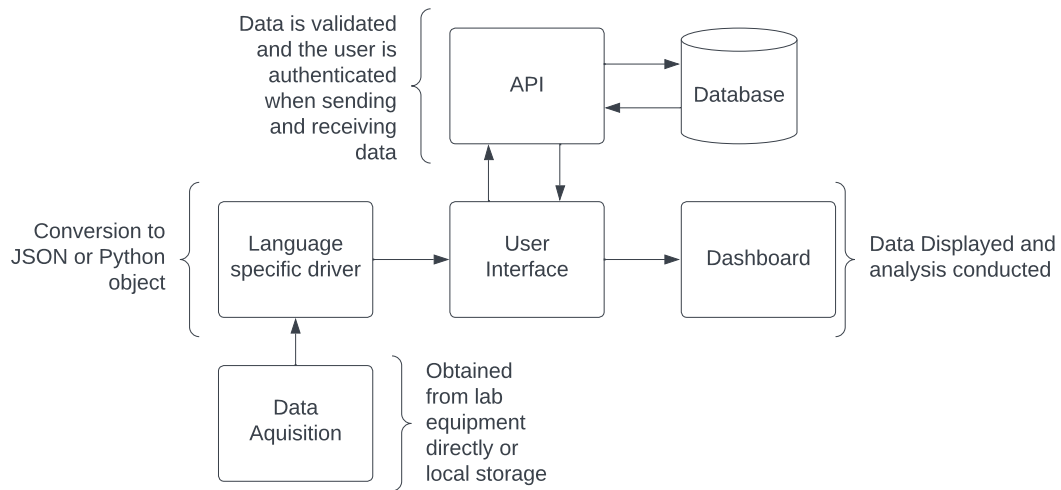 Data is validated
and the user is
authenticated
when sending
and receiving
data
API
Database
Conversion to
JSON or Python
object
Language
specific driver
User
Interface
Dashboard
Data Displayed and
analysis conducted
Data
Aquisition
Obtained
from lab
equipment
directly or
local storage